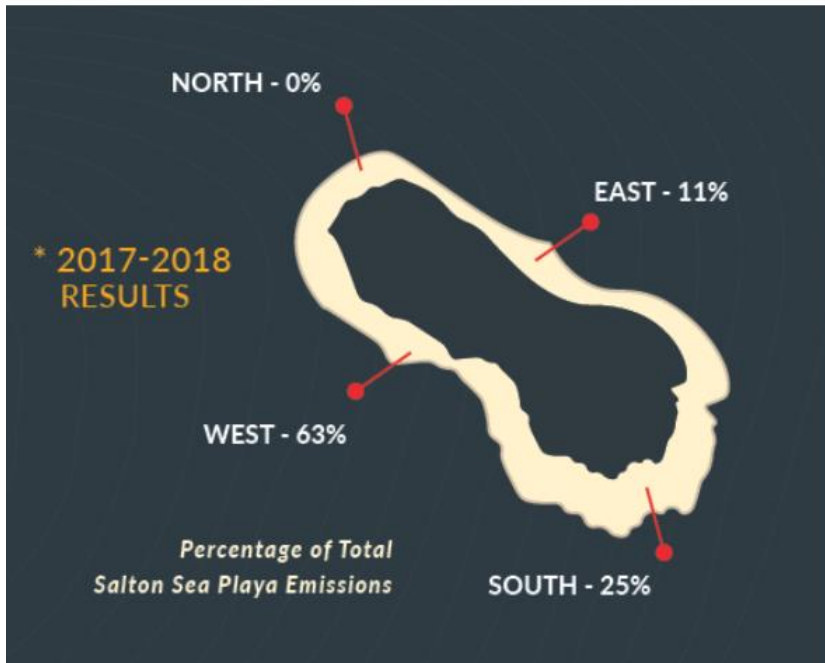 NORTH - 0%
EAST - 11%
* 2017-2018
RESULTS
WEST - 63%
Percentage of Total
Salton Sea Playa Emissions
SOUTH - 25%